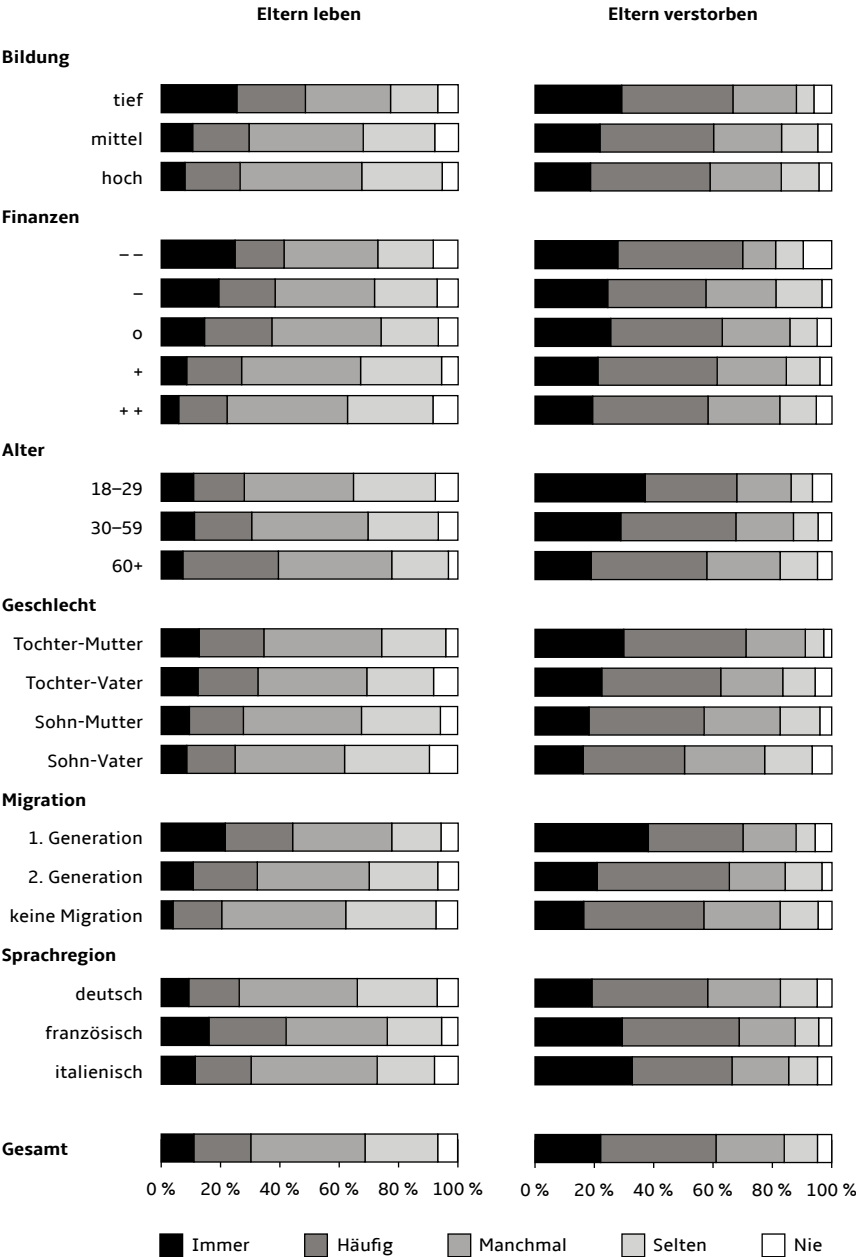 Eltern leben Eltern verstorben
Bildung
tief
mittel
hoch
Finanzen
– –
–
o
+
+ +
Alter
18–29
30–59
60+
Geschlecht
Tochter-Mutter
Tochter-Vater
Sohn-Mutter
Sohn-Vater
Migration
1. Generation
2. Generation
keine Migration
Sprachregion
deutsch
französisch
italienisch
Gesamt
0 % 20 % 40 % 60 % 80 % 100 % 0 % 20 % 40 % 60 % 80 % 100 %
Immer Häufig Manchmal Selten Nie